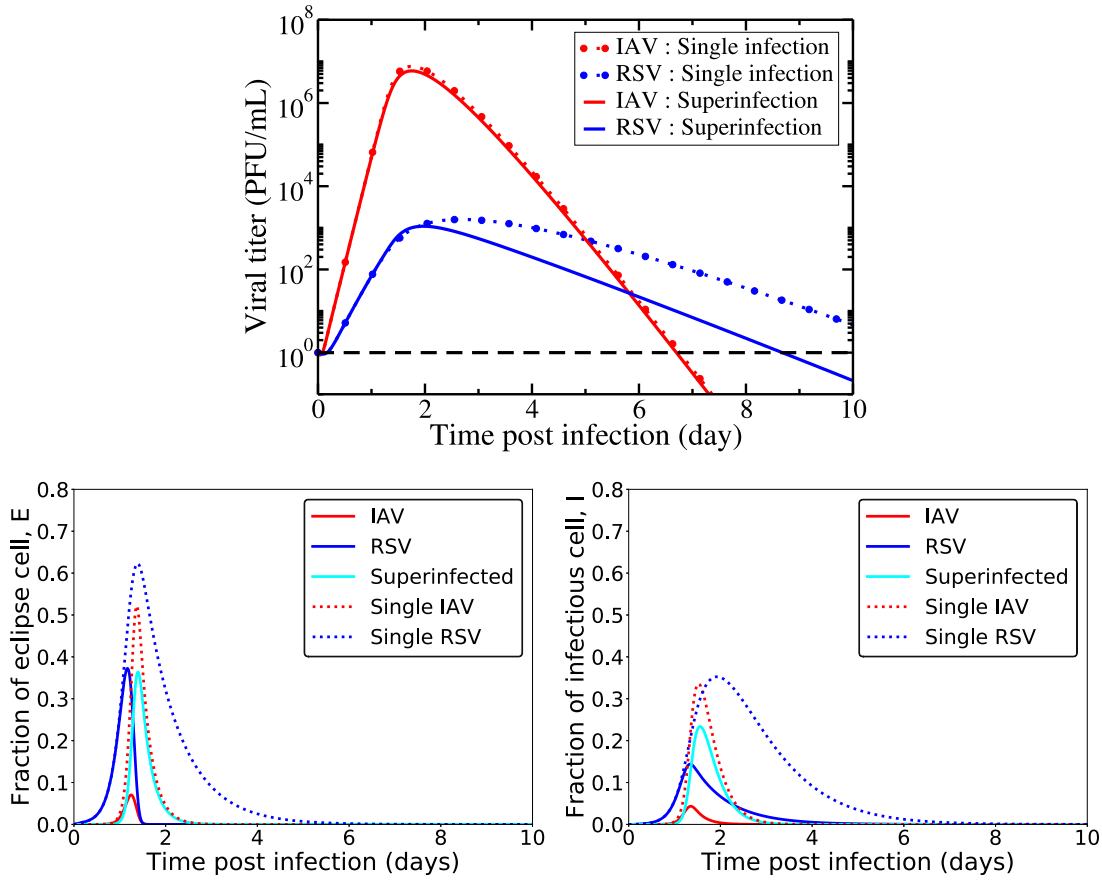 10^8
10^6
10^4
10^2
10^0
Viral titer (PFU/mL)
IAV : Single infection
RSV : Single infection
IAV : Superinfection
RSV : Superinfection
0 2 4 6 8 10
Time post infection (day)
0.8
0.7
0.6
0.5
0.4
0.3
0.2
0.1
0.0
Fraction of eclipse cell, E
IAV
RSV
Superinfected
Single IAV
Single RSV
0 2 4 6 8 10
Time post infection (days)
0.8
0.7
0.6
0.5
0.4
0.3
0.2
0.1
0.0
Fraction of infectious cell, I
IAV
RSV
Superinfected
Single IAV
Single RSV
0 2 4 6 8 10
Time post infection (days)